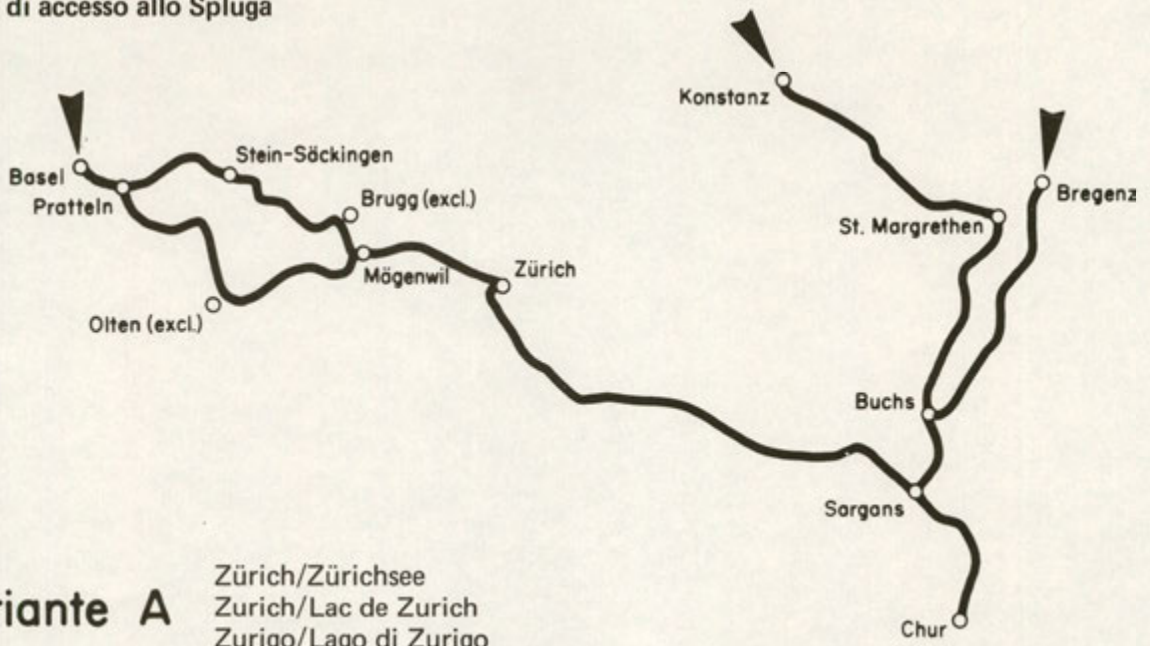 di accesso allo Spluga
Konstanz
Basel
Stein-Säckingen
Pratteln
Brugg (excl.)
Bregenz
St. Margrethen
Mägenwil
Zürich
Olten (excl.)
Buchs
Sargans
Chur
riante A
Zürich/Zürichsee
Zurich/Lac de Zurich
Zurigo/Lago di Zurigo